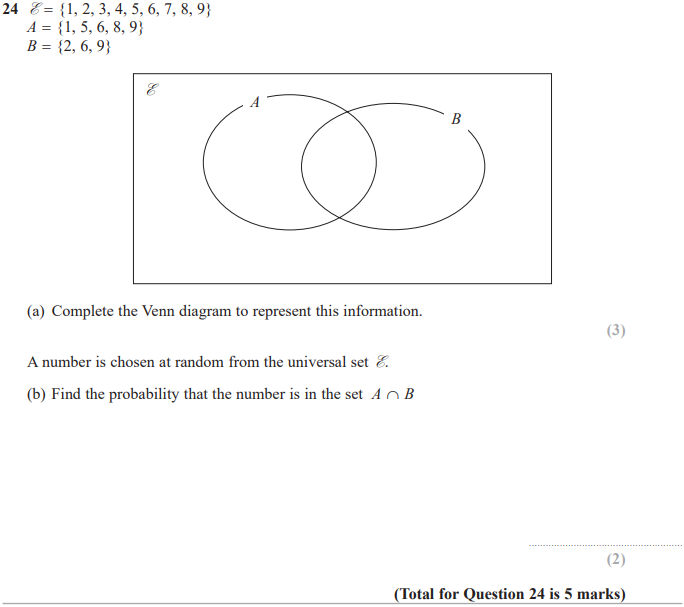 24 ℰ = {1, 2, 3, 4, 5, 6, 7, 8, 9}
A = {1, 5, 6, 8, 9}
B = {2, 6, 9}
ℰ
A
B
(a) Complete the Venn diagram to represent this information.
(3)
A number is chosen at random from the universal set ℰ.
(b) Find the probability that the number is in the set A ∩ B
(2)
(Total for Question 24 is 5 marks)